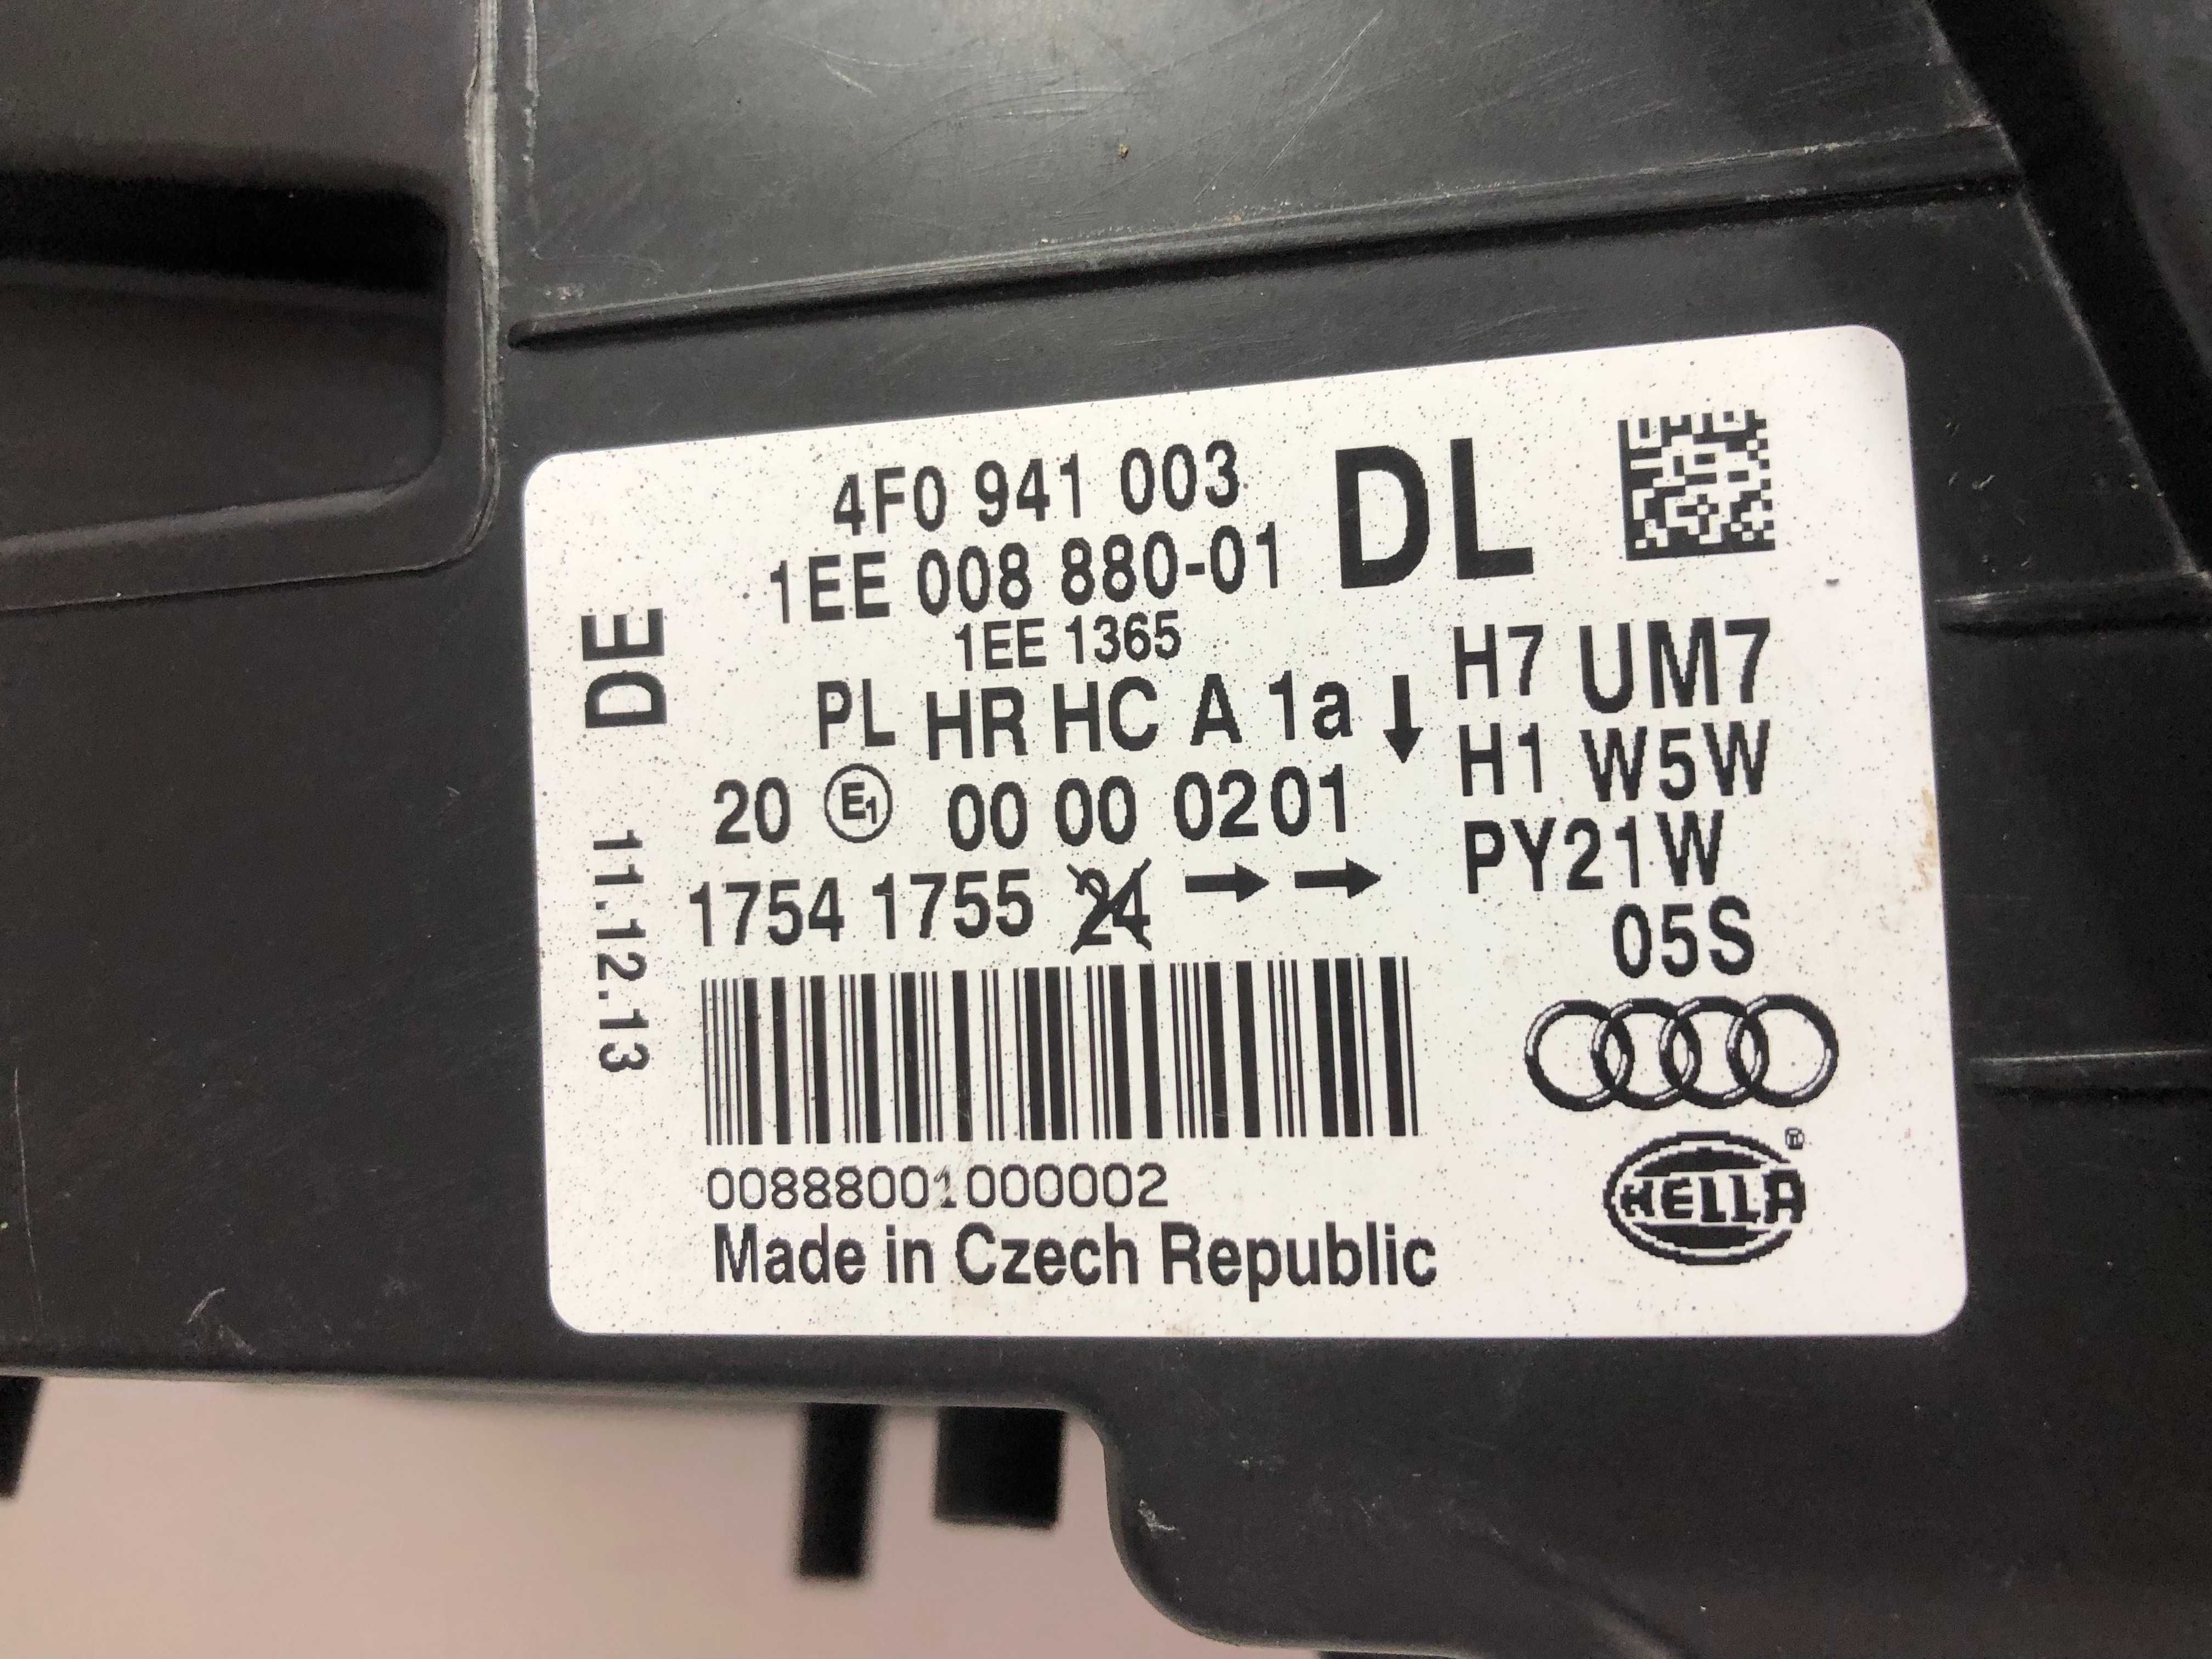 4F0 941 003 DL
1EE 008 880-01
1EE 1365
PL HR HC A 1a ↓
20 E1 00 00 0201
1754 1755 24 → →
H7 UM7
H1 W5W
PY21W
05S
DE 11.12.13
00888001000002
Made in Czech Republic
HELLA ®